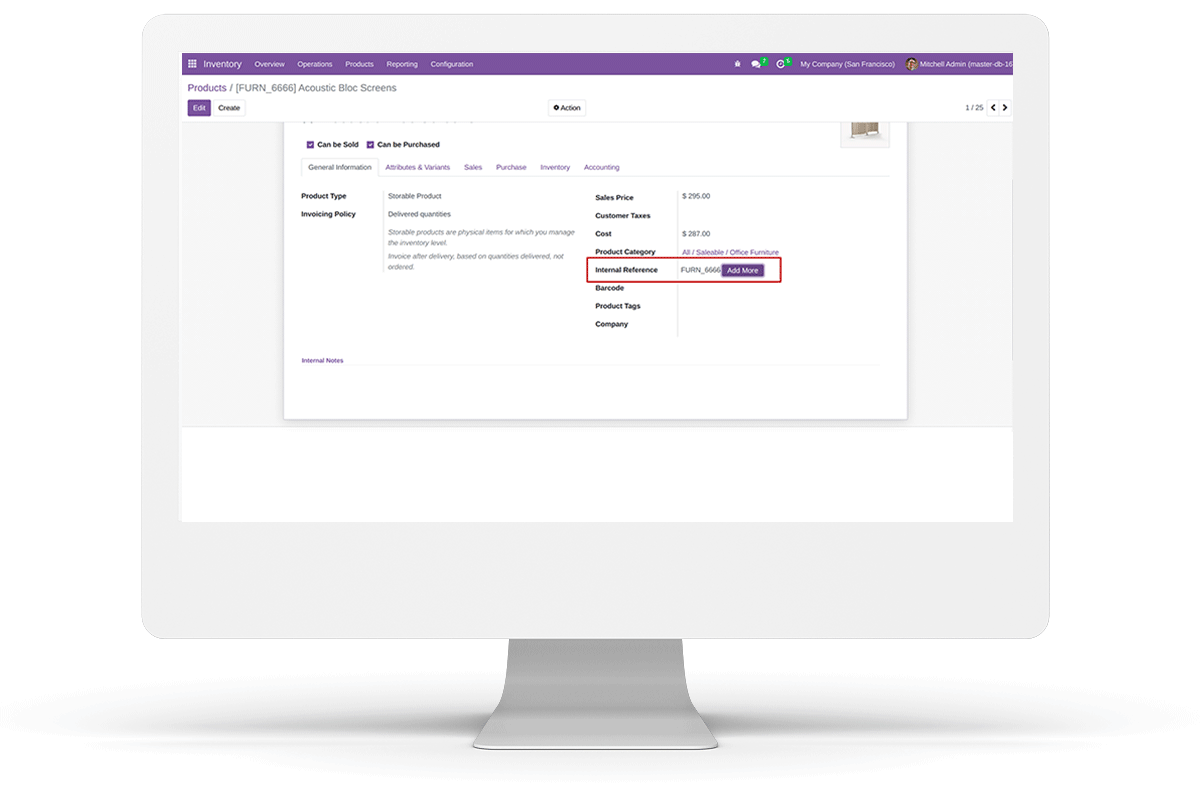 Inventory Overview Operations Products Reporting Configuration 7 5 My Company (San Francisco) Mitchell Admin (master-db-16
Products / [FURN_6666] Acoustic Bloc Screens
Edit Create Action 1 / 25
Can be Sold Can be Purchased
General Information Attributes & Variants Sales Purchase Inventory Accounting
Product Type Storable Product
Invoicing Policy Delivered quantities
Storable products are physical items for which you manage
the inventory level.
Invoice after delivery, based on quantities delivered, not
ordered.
Sales Price $ 295.00
Customer Taxes
Cost $ 287.00
Product Category All / Saleable / Office Furniture
Internal Reference FURN_6666 Add More
Barcode
Product Tags
Company
Internal Notes